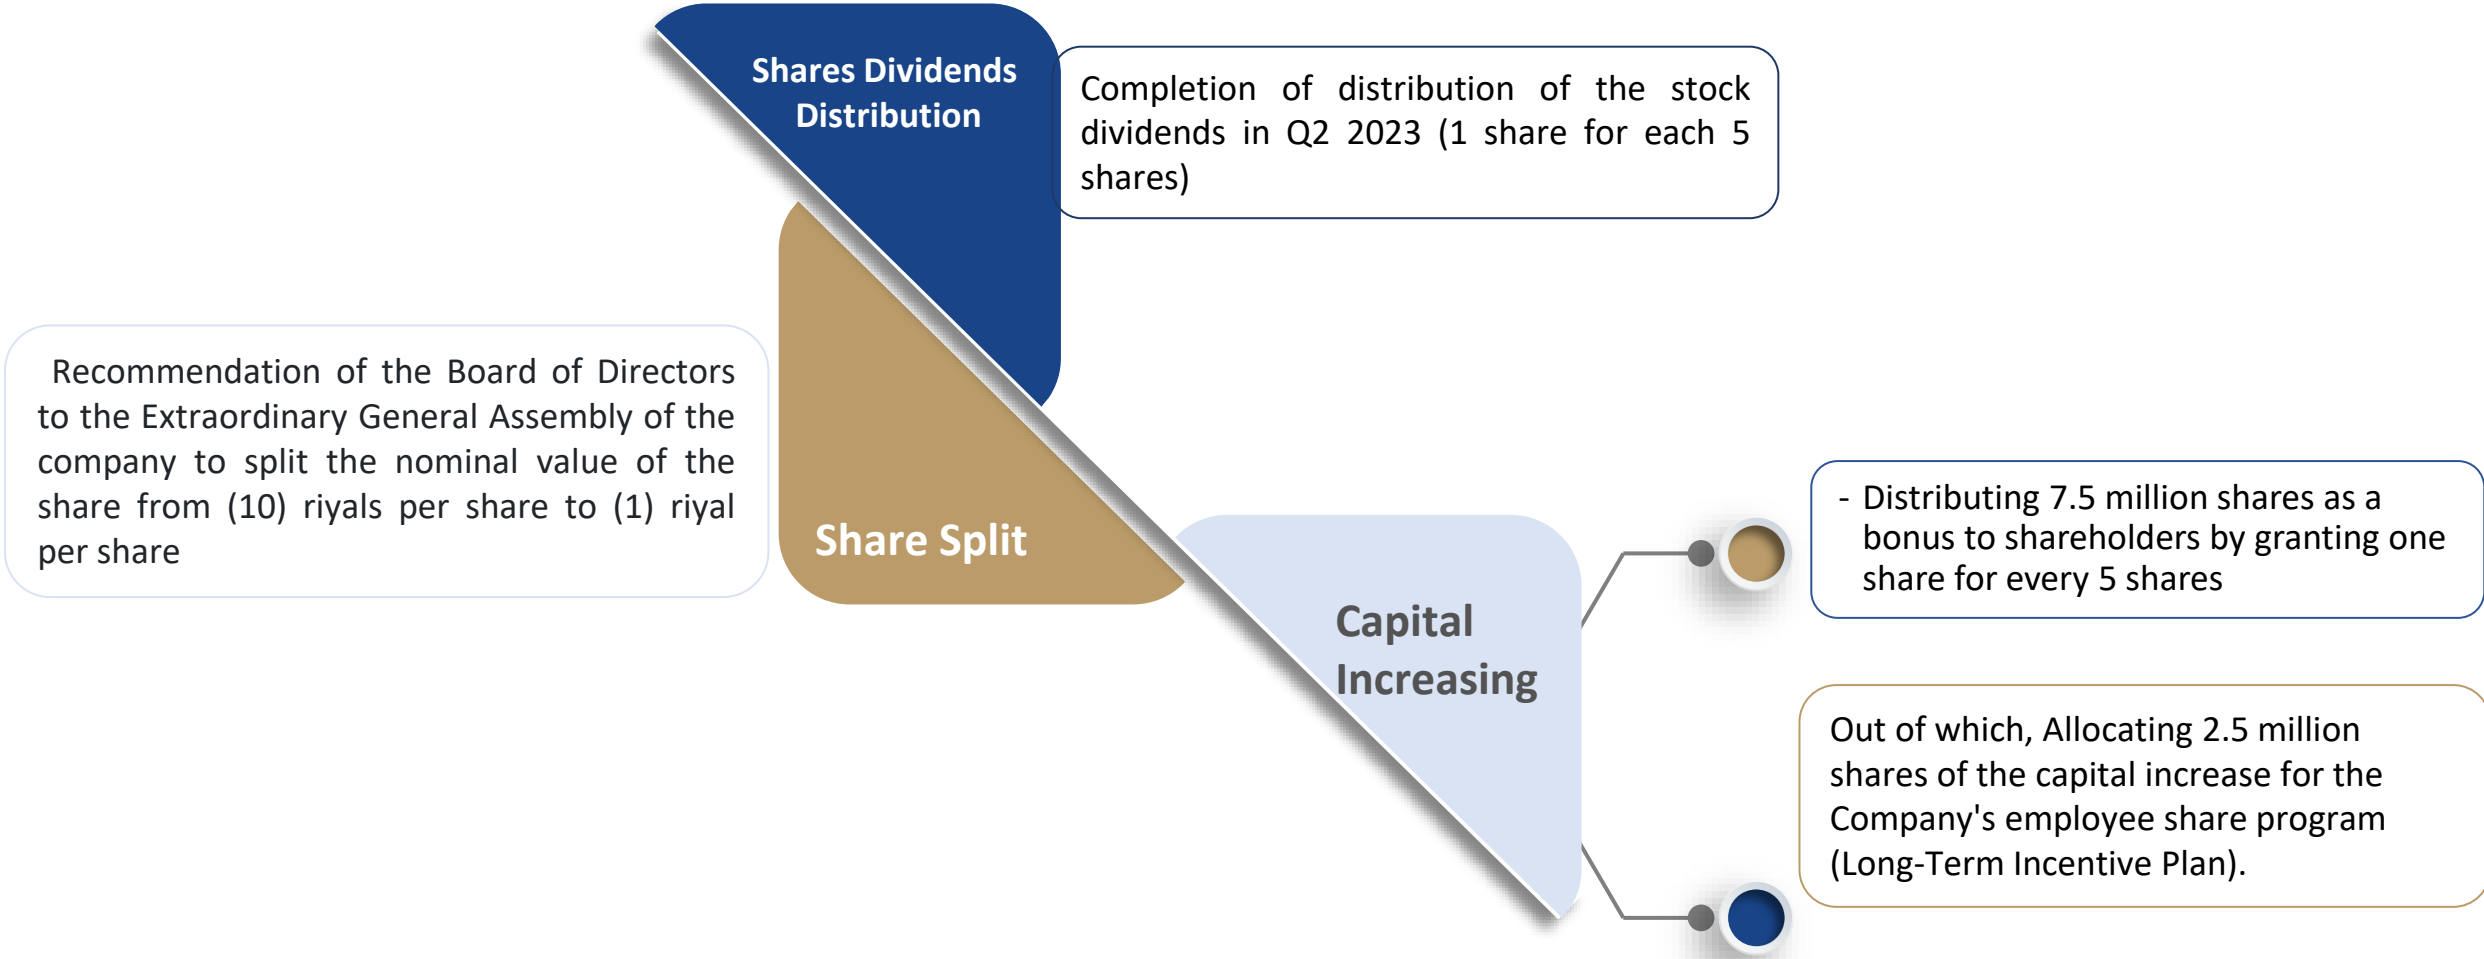 Shares Dividends
Distribution
Completion of distribution of the stock
dividends in Q2 2023 (1 share for each 5
shares)
Recommendation of the Board of Directors
to the Extraordinary General Assembly of the
company to split the nominal value of the
share from (10) riyals per share to (1) riyal
per share
Share Split
Capital
Increasing
- Distributing 7.5 million shares as a
bonus to shareholders by granting one
share for every 5 shares
Out of which, Allocating 2.5 million
shares of the capital increase for the
Company's employee share program
(Long-Term Incentive Plan).